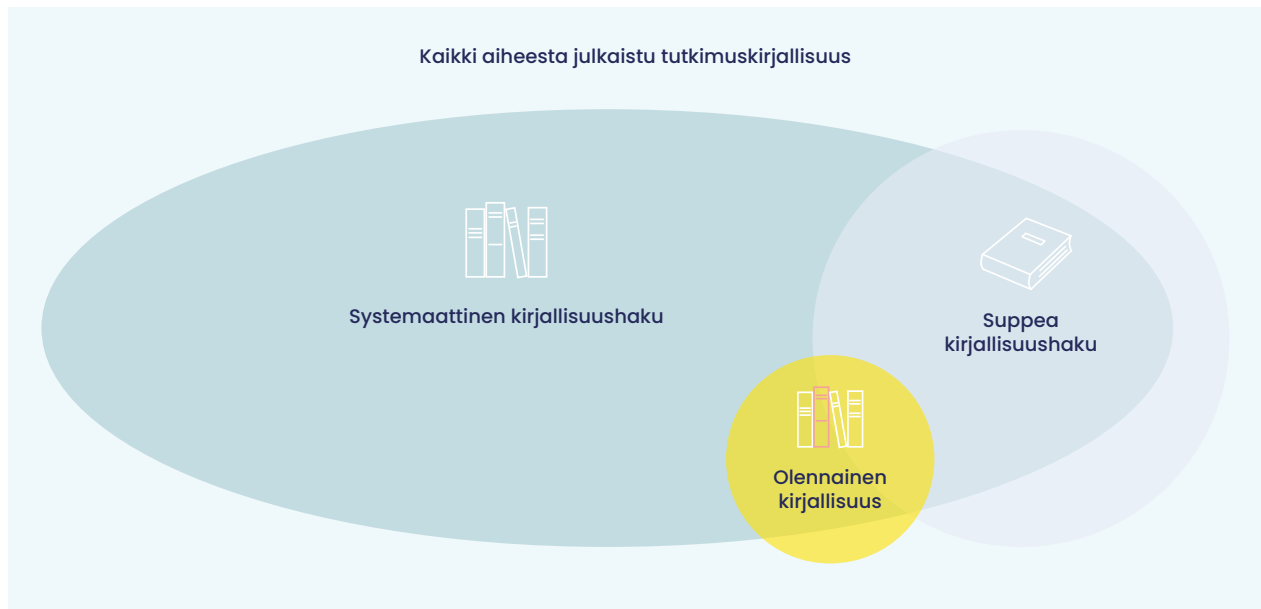 Kaikki aiheesta julkaistu tutkimuskirjallisuus
Systemaattinen kirjallisuushaku
Suppea
kirjallisuushaku
Olennainen
kirjallisuus